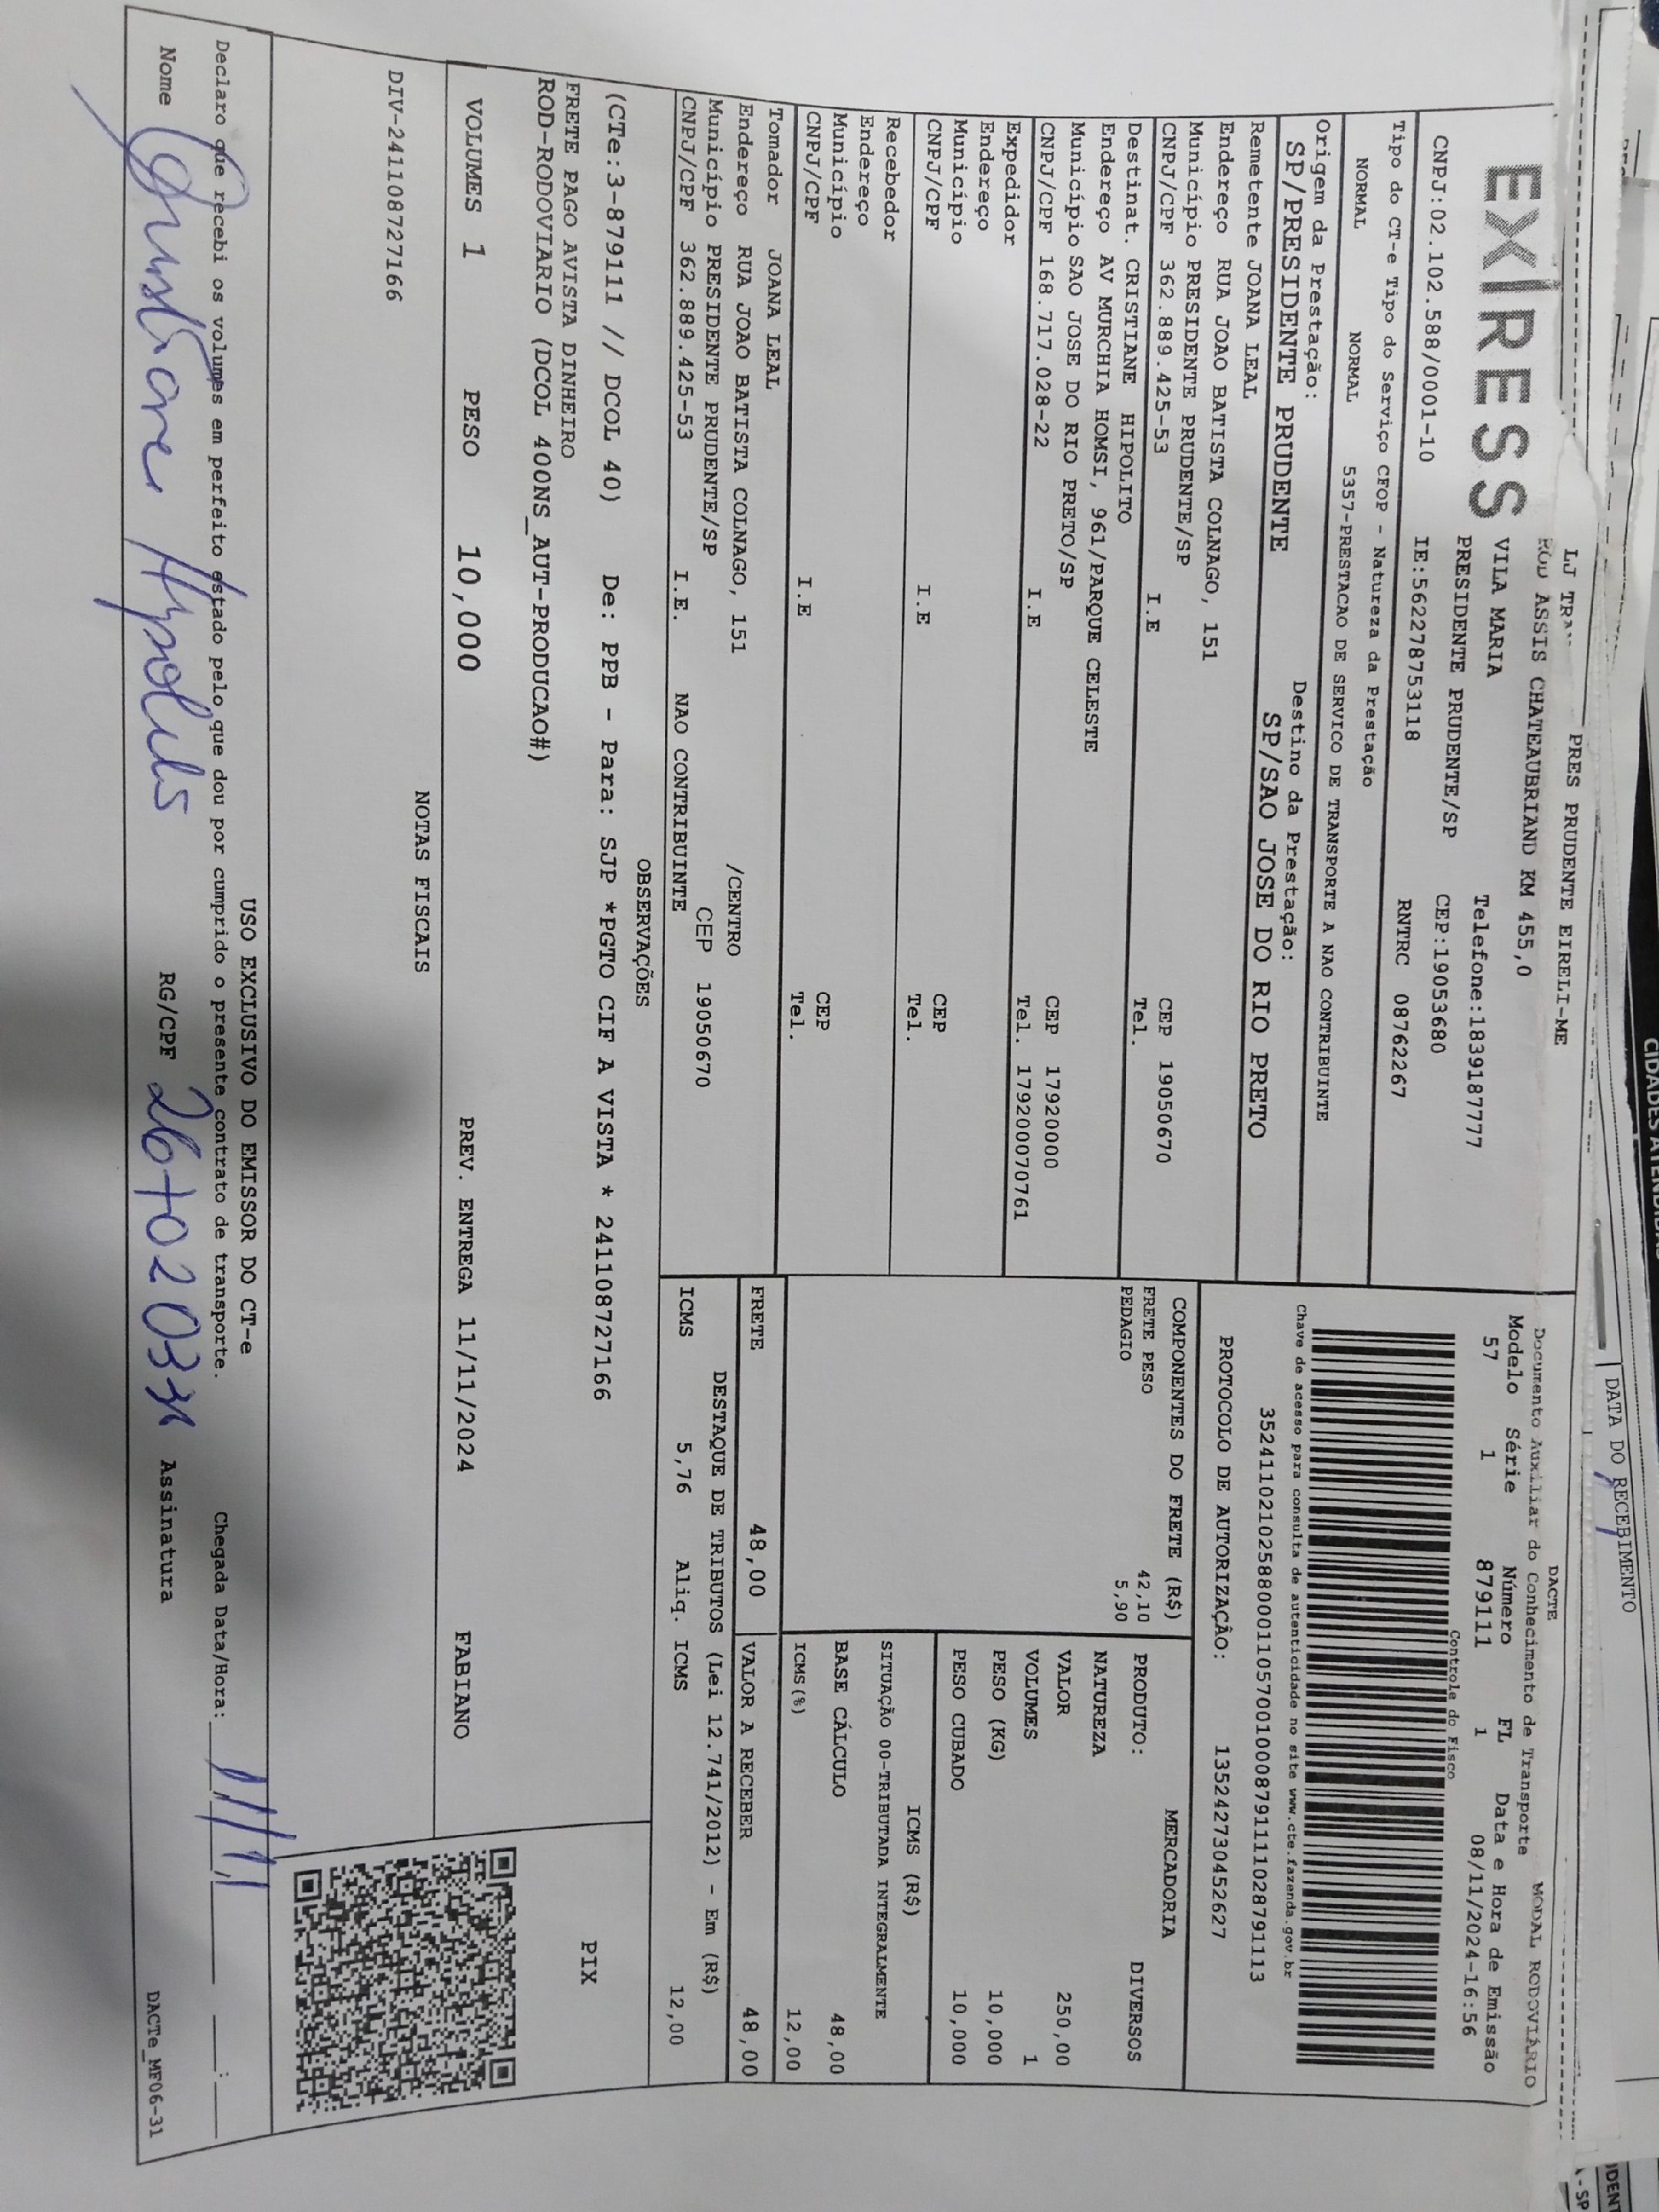 EXPRESS
LJ PRES PRUDENTE EIRELI-ME
ROD ASSIS CHATEAUBRIAND KM 455,0
VILA MARIA Telefone:1839187777
PRESIDENTE PRUDENTE/SP CEP:19053680
CNPJ:02.102.588/0001-10 IE:562278753118 RNTRC 08762267
Tipo do CT-e Tipo do Serviço CFOP - Natureza da Prestação
NORMAL NORMAL 5357-PRESTACAO DE SERVICO DE TRANSPORTE A NAO CONTRIBUINTE
Origem da Prestação: Destino da Prestação:
SP/PRESIDENTE PRUDENTE SP/SAO JOSE DO RIO PRETO
DACTE
Documento Auxiliar do Conhecimento de Transporte MODAL RODOVIÁRIO
Modelo Série Número FL Data e Hora de Emissão
57 1 879111 1 08/11/2024-16:56
Controle do Fisco
Chave de acesso para consulta de autenticidade no site www.cte.fazenda.gov.br
35241102102588000110570010008791111028791113
PROTOCOLO DE AUTORIZAÇÃO: 135242730452627
Remetente JOANA LEAL
Endereço RUA JOAO BATISTA COLNAGO, 151
Município PRESIDENTE PRUDENTE/SP CEP 19050670
CNPJ/CPF 362.889.425-53 I.E Tel.
Destinat. CRISTIANE HIPOLITO
Endereço AV MURCHIA HOMSI, 961/PARQUE CELESTE
Município SAO JOSE DO RIO PRETO/SP CEP 17920000
CNPJ/CPF 168.717.028-22 I.E Tel. 179200070761
Expedidor
Endereço
Município CEP
CNPJ/CPF I.E Tel.
Recebedor
Endereço
Município CEP
CNPJ/CPF I.E Tel.
Tomador JOANA LEAL
Endereço RUA JOAO BATISTA COLNAGO, 151 /CENTRO
Município PRESIDENTE PRUDENTE/SP CEP 19050670
CNPJ/CPF 362.889.425-53 I.E. NAO CONTRIBUINTE
COMPONENTES DO FRETE (R$)
FRETE PESO 42,10
PEDAGIO 5,90
FRETE 48,00
MERCADORIA
PRODUTO: DIVERSOS
NATUREZA
VALOR 250,00
VOLUMES 1
PESO (KG) 10,000
PESO CUBADO 10,000
ICMS (R$)
SITUAÇÃO 00-TRIBUTADA INTEGRALMENTE
BASE CÁLCULO 48,00
ICMS(%) 12,00
VALOR A RECEBER 48,00
DESTAQUE DE TRIBUTOS (Lei 12.741/2012) - Em (R$)
ICMS 5,76 Aliq. ICMS 12,00
OBSERVAÇÕES
(CTe:3-879111 // DCOL 40) De: PPB - Para: SJP *PGTO CIF A VISTA * 241108727166
FRETE PAGO AVISTA DINHEIRO
ROD-RODOVIARIO (DCOL 400NS_AUT-PRODUCAO#)
PIX
VOLUMES 1 PESO 10,000 PREV. ENTREGA 11/11/2024 FABIANO
NOTAS FISCAIS
DIV-241108727166
USO EXCLUSIVO DO EMISSOR DO CT-e
Declaro que recebi os volumes em perfeito estado pelo que dou por cumprido o presente contrato de transporte. Chegada Data/Hora: 11/11
Nome Cristiane Hypolito RG/CPF Assinatura
DACTe_MF06-31
DATA DO RECEBIMENTO